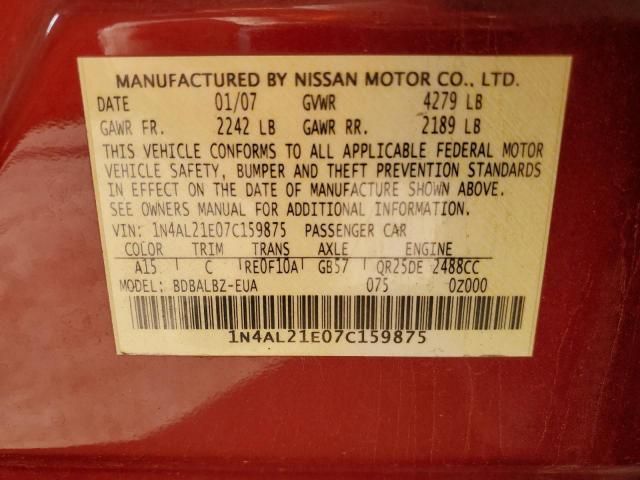 MANUFACTURED BY NISSAN MOTOR CO., LTD.
DATE 01/07 GVWR 4279 LB
GAWR FR. 2242 LB GAWR RR. 2189 LB
THIS VEHICLE CONFORMS TO ALL APPLICABLE FEDERAL MOTOR
VEHICLE SAFETY, BUMPER AND THEFT PREVENTION STANDARDS
IN EFFECT ON THE DATE OF MANUFACTURE SHOWN ABOVE.
SEE OWNERS MANUAL FOR ADDITIONAL INFORMATION.
VIN: 1N4AL21E07C159875 PASSENGER CAR
COLOR TRIM TRANS AXLE ENGINE
A15 C RE0F10A GB57 QR25DE 2488CC
MODEL: BDBALBZ-EUA 075 0Z000
1N4AL21E07C159875